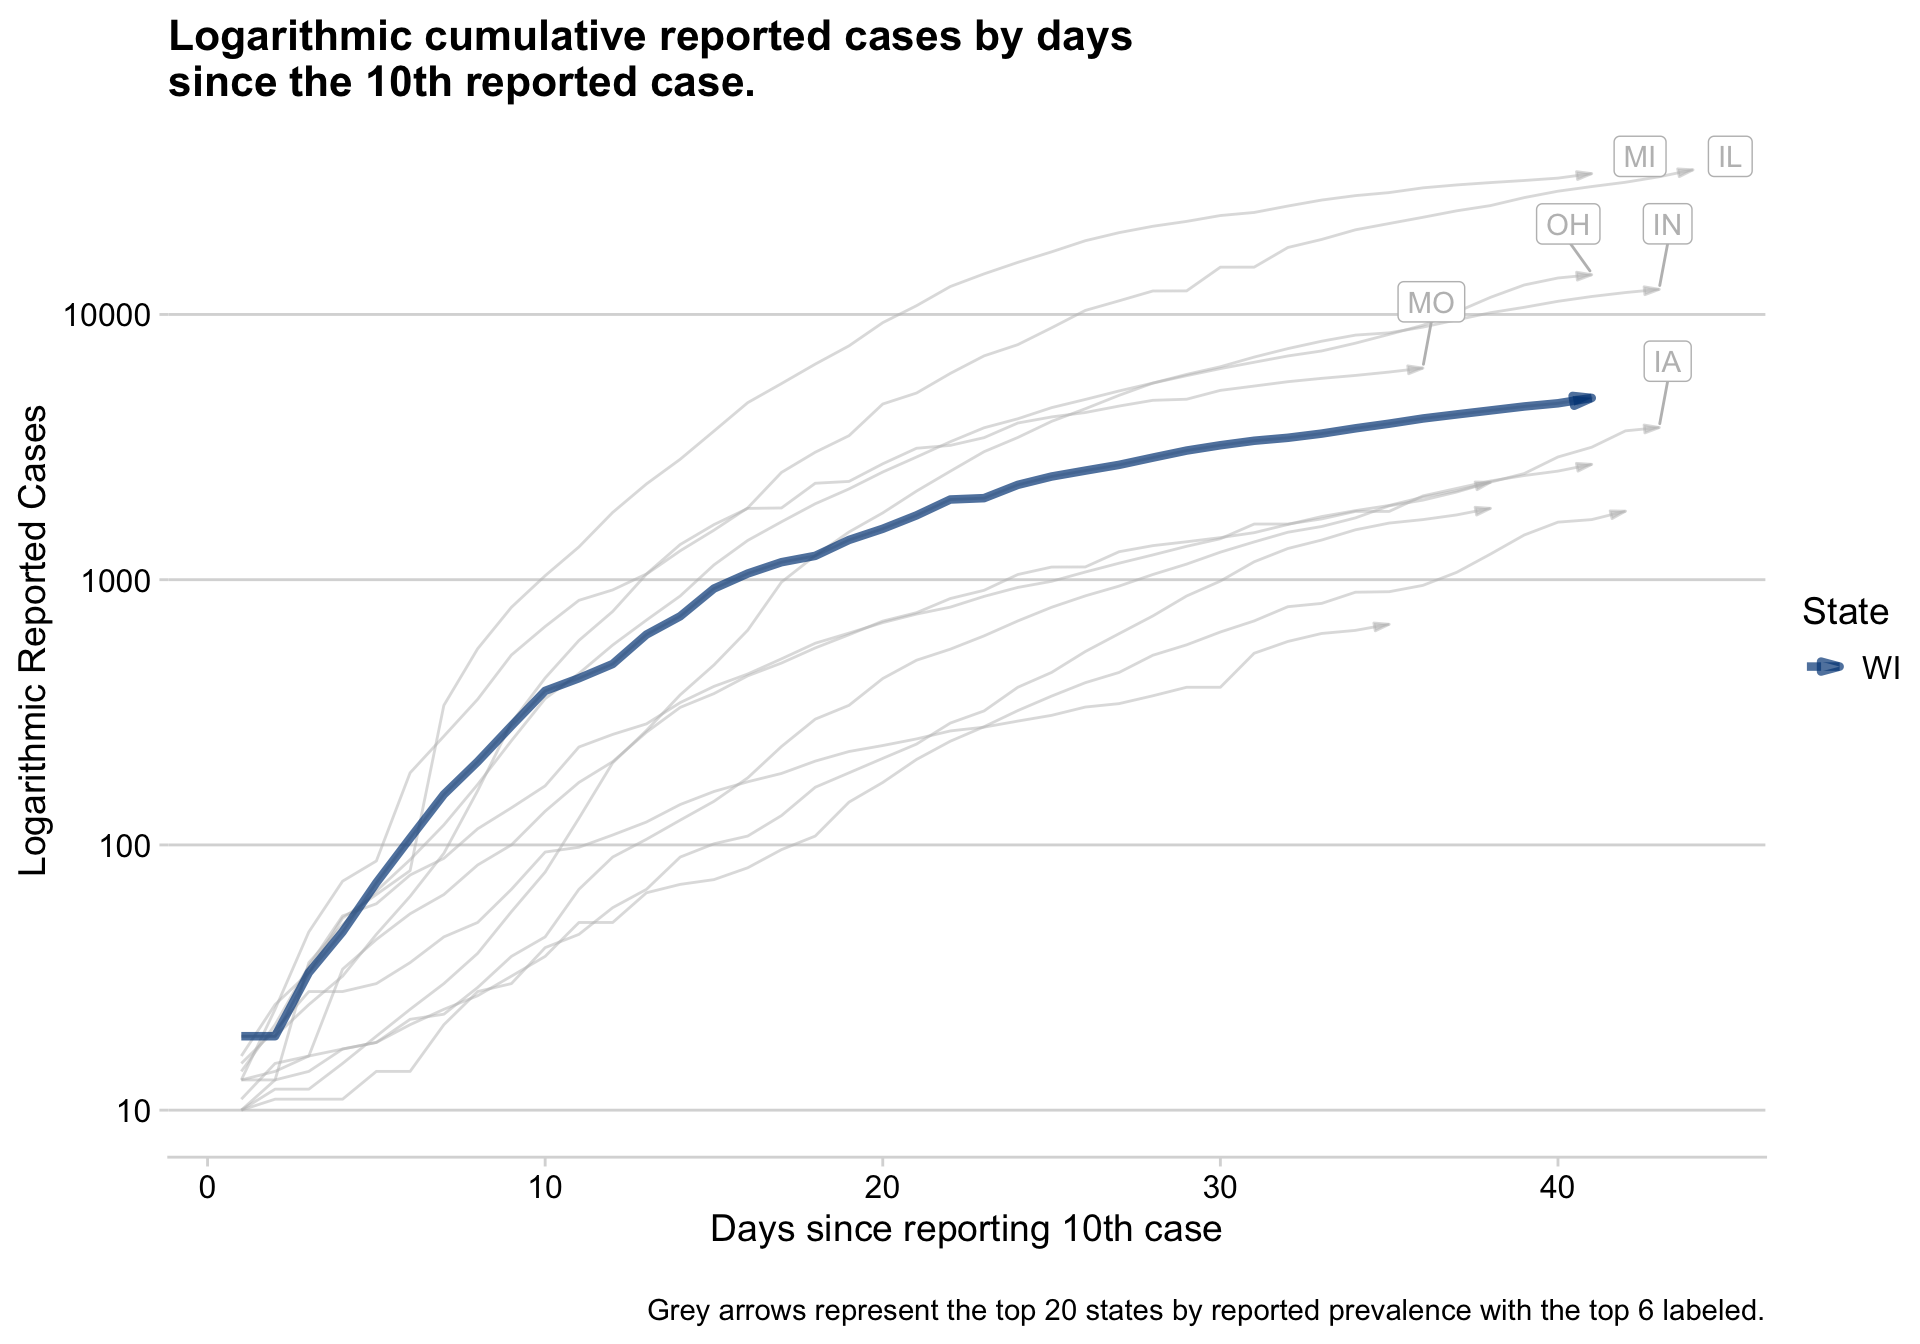 Logarithmic cumulative reported cases by days
since the 10th reported case.
MI
IL
OH
IN
MO
IA
10000
1000
100
10
Logarithmic Reported Cases
State
WI
0
10
20
30
40
Days since reporting 10th case
Grey arrows represent the top 20 states by reported prevalence with the top 6 labeled.